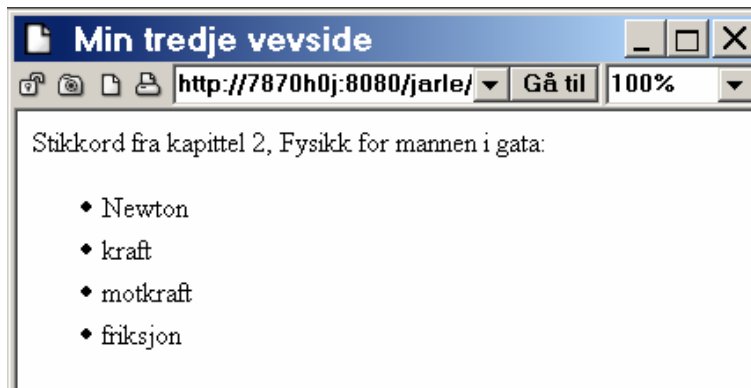 Min tredje vevside
http://7870h0j:8080/jarle/ Gå til 100%
Stikkord fra kapittel 2, Fysikk for mannen i gata:
Newton
kraft
motkraft
friksjon